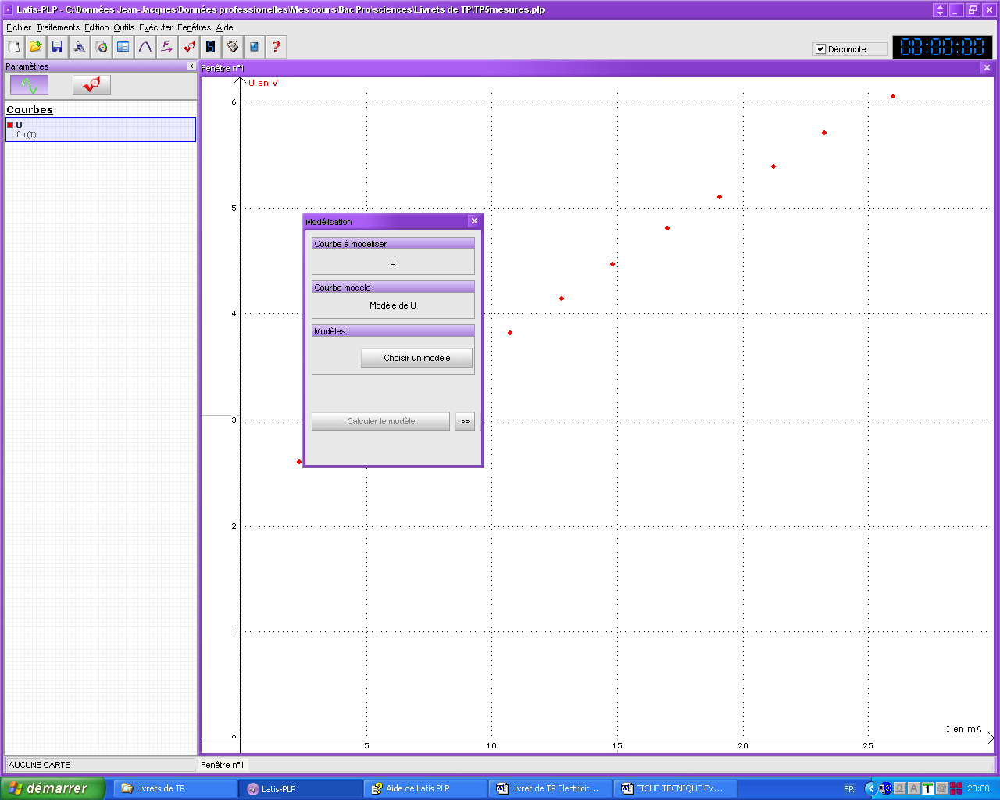 Latis-PLP - C:\Données Jean-Jacques\Données professionelles\Mes cours\Bac Pro\sciences\Livrets de TP\TP5mesures.plp
Fichier Traitements Edition Outils Exécuter Fenêtres Aide
Décompte
00:00:00
Paramètres
Fenêtre n°1
Courbes
U
fct(I)
U en V
6
5
4
3
2
1
0
Modélisation
Courbe à modéliser
U
Courbe modèle
Modèle de U
Modèles :
Choisir un modèle
Calculer le modèle >>
I en mA
5 10 15 20 25
AUCUNE CARTE
Fenêtre n°1
démarrer
Livrets de TP
Latis-PLP
Aide de Latis PLP
Livret de TP Electricit...
FICHE TECHNIQUE Ex...
FR
23:08